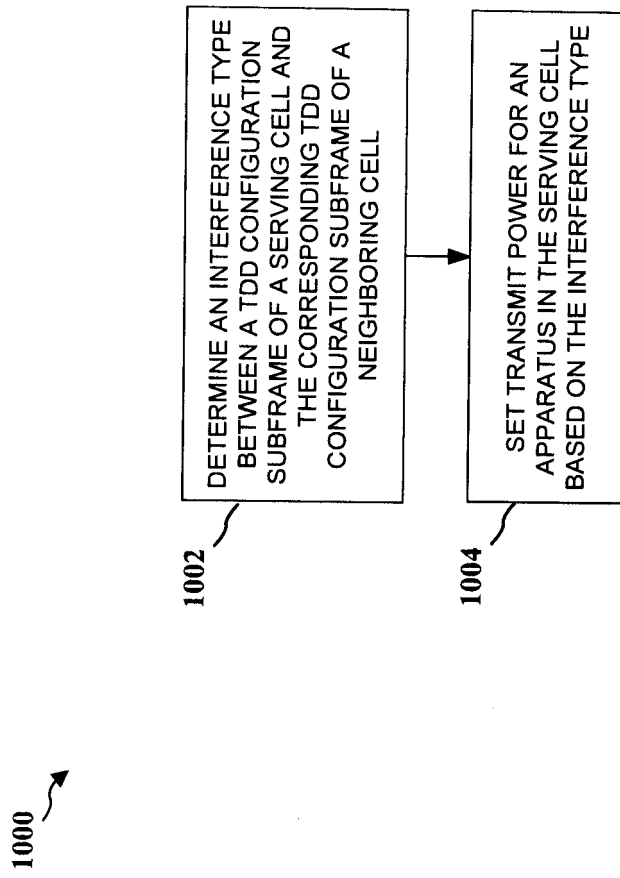 1000
1002
DETERMINE AN INTERFERENCE TYPE
BETWEEN A TDD CONFIGURATION
SUBFRAME OF A SERVING CELL AND
THE CORRESPONDING TDD
CONFIGURATION SUBFRAME OF A
NEIGHBORING CELL
1004
SET TRANSMIT POWER FOR AN
APPARATUS IN THE SERVING CELL
BASED ON THE INTERFERENCE TYPE